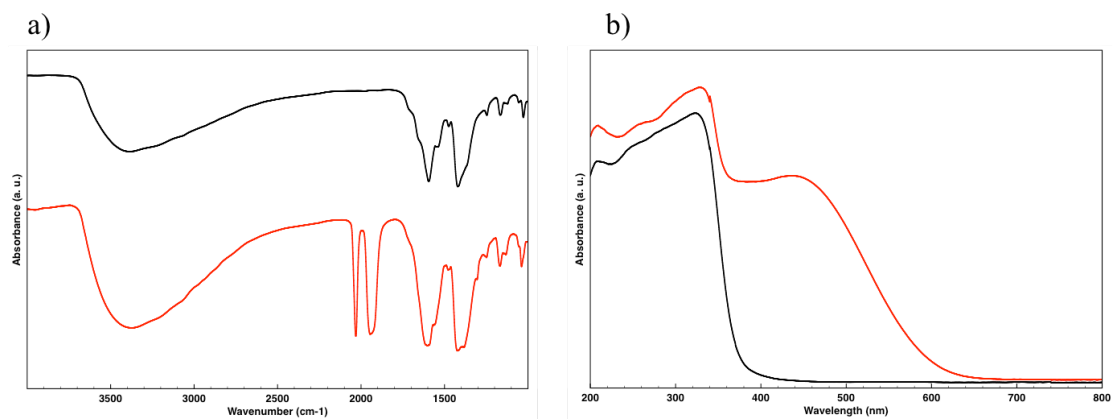 a)
b)
Absorbance (a. u.)
3500 3000 2500 2000 1500
Wavenumber (cm-1)
Absorbance (a. u.)
200 300 400 500 600 700 800
Wavelength (nm)